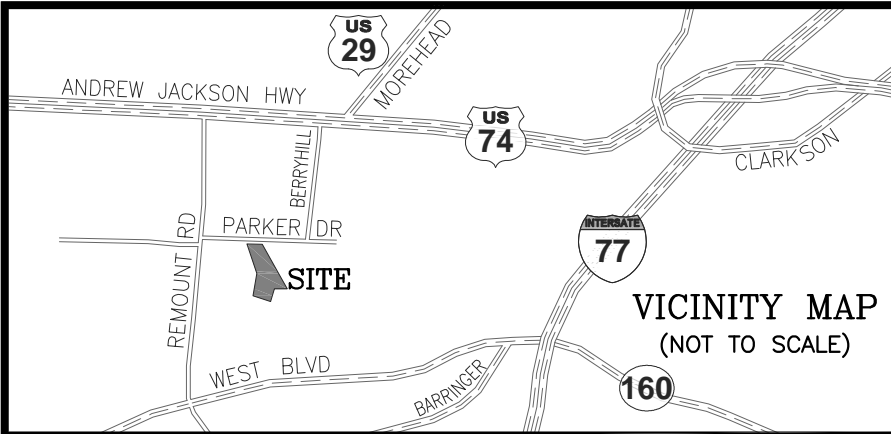 US
29
MOREHEAD
ANDREW JACKSON HWY
US
74
BERRYHILL
CLARKSON
REMOUNT RD
PARKER DR
INTERSATE
77
SITE
VICINITY MAP
(NOT TO SCALE)
WEST BLVD
BARRINGER
160